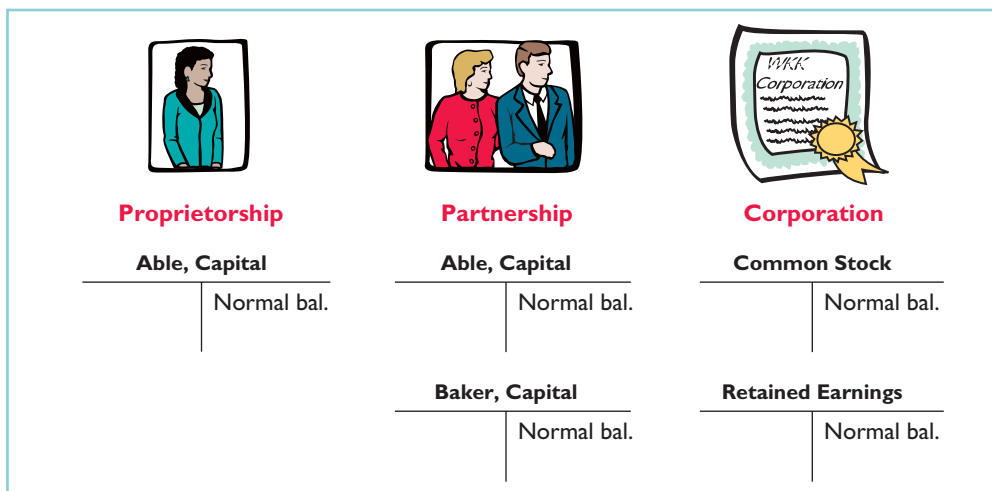 WKK
Corporation
Proprietorship
Partnership
Corporation
Able, Capital
Normal bal.
Able, Capital
Normal bal.
Common Stock
Normal bal.
Baker, Capital
Normal bal.
Retained Earnings
Normal bal.